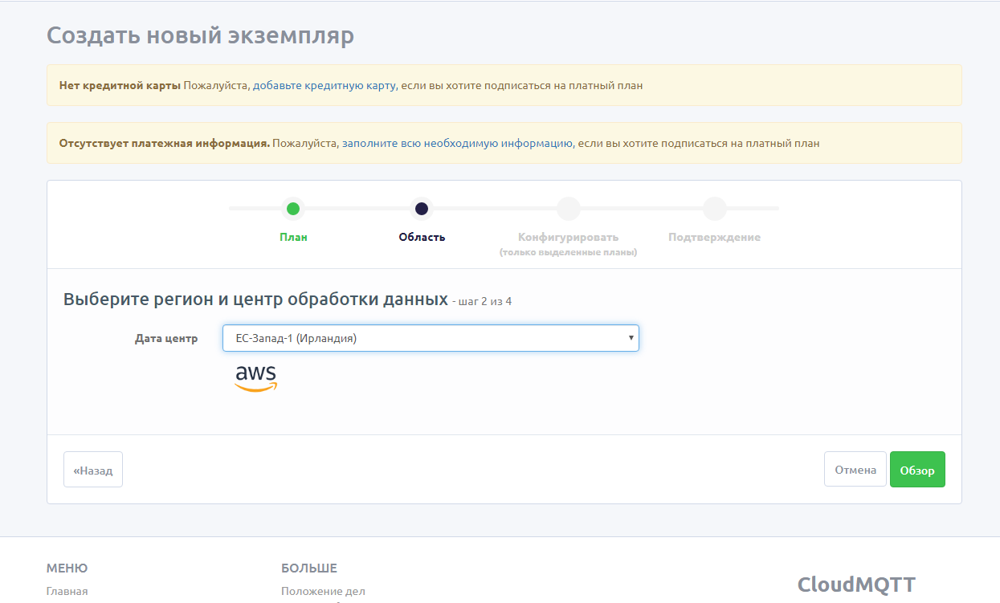 Создать новый экземпляр
Нет кредитной карты Пожалуйста, добавьте кредитную карту, если вы хотите подписаться на платный план
Отсутствует платежная информация. Пожалуйста, заполните всю необходимую информацию, если вы хотите подписаться на платный план
План
Область
Конфигурировать
(только выделенные планы)
Подтверждение
Выберите регион и центр обработки данных - шаг 2 из 4
Дата центр
ЕС-Запад-1 (Ирландия)
aws
«Назад
Отмена
Обзор
МЕНЮ
БОЛЬШЕ
CloudMQTT
Главная
Положение дел